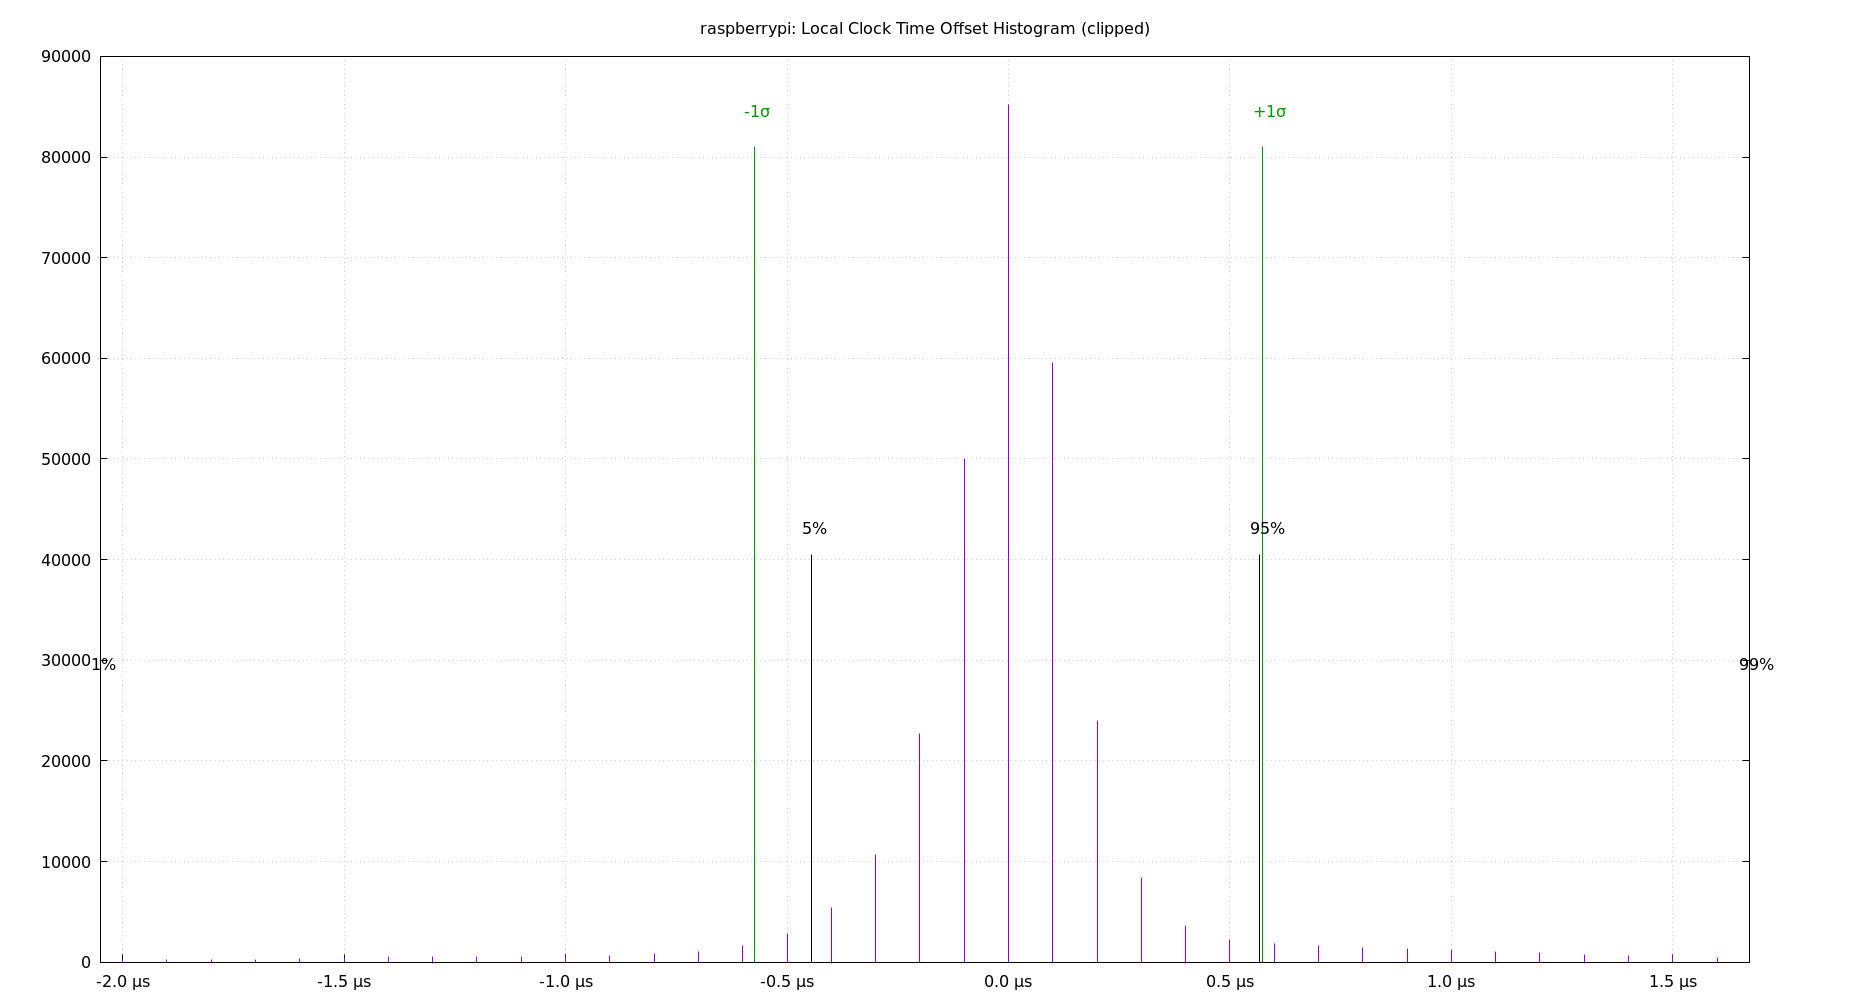 raspberrypi: Local Clock Time Offset Histogram (clipped)
90000
-1σ +1σ
80000
70000
60000
50000
5% 95%
40000
30000 1% 99%
20000
10000
0
-2.0 µs -1.5 µs -1.0 µs -0.5 µs 0.0 µs 0.5 µs 1.0 µs 1.5 µs